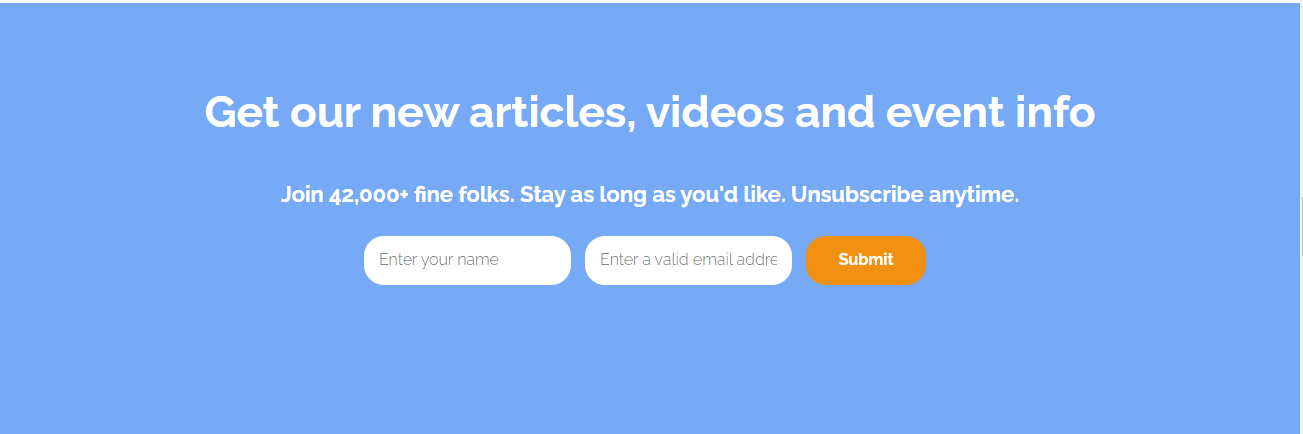 Get our new articles, videos and event info
Join 42,000+ fine folks. Stay as long as you'd like. Unsubscribe anytime.
Enter your name
Enter a valid email addre
Submit